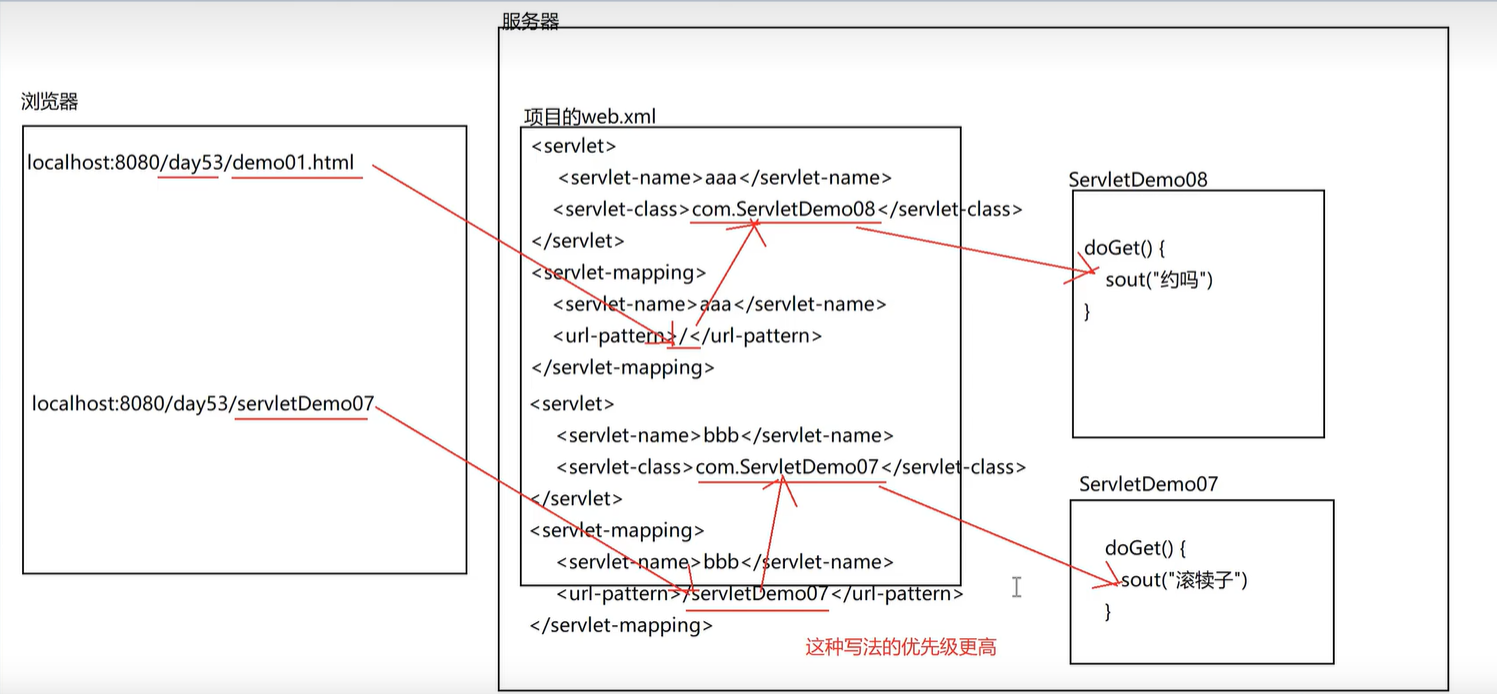 服务器
浏览器
localhost:8080/day53/demo01.html
localhost:8080/day53/servletDemo07
项目的web.xml
<servlet>
<servlet-name>aaa</servlet-name>
<servlet-class>com.ServletDemo08</servlet-class>
</servlet>
<servlet-mapping>
<servlet-name>aaa</servlet-name>
<url-pattern>/</url-pattern>
</servlet-mapping>
<servlet>
<servlet-name>bbb</servlet-name>
<servlet-class>com.ServletDemo07</servlet-class>
</servlet>
<servlet-mapping>
<servlet-name>bbb</servlet-name>
<url-pattern>/servletDemo07</url-pattern>
</servlet-mapping>
这种写法的优先级更高
ServletDemo08
doGet() {
sout("约吗")
}
ServletDemo07
doGet() {
sout("滚犊子")
}